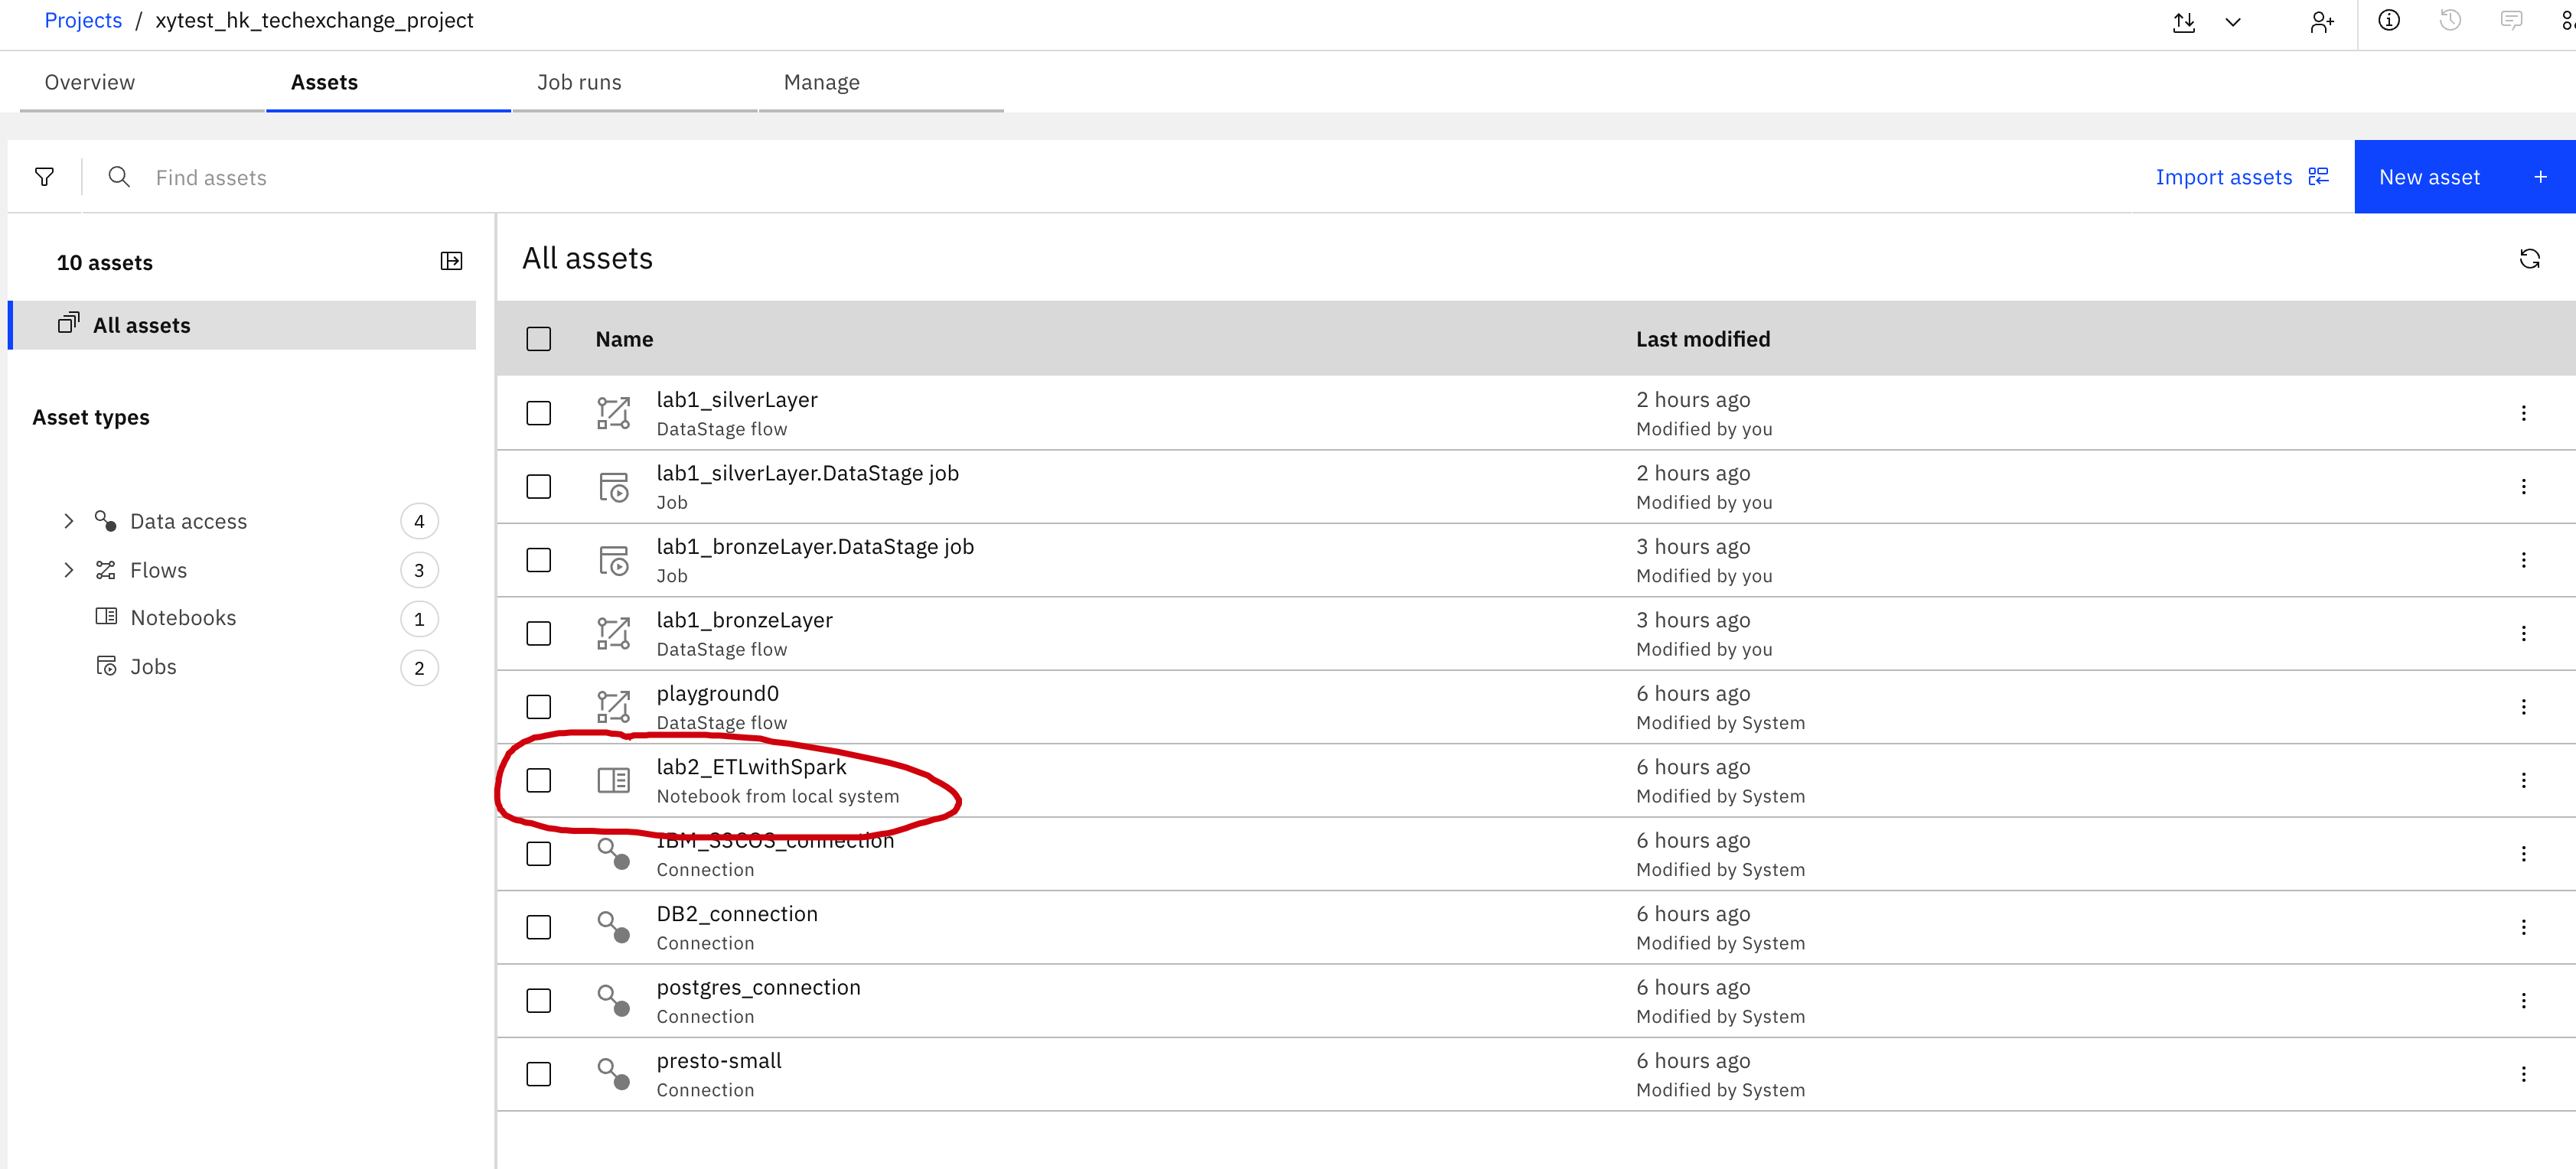 Projects / xytest_hk_techexchange_project
Overview Assets Job runs Manage
Find assets Import assets New asset +
10 assets
All assets
Asset types
Data access 4
Flows 3
Notebooks 1
Jobs 2
All assets
Name Last modified
lab1_silverLayer 2 hours ago
DataStage flow Modified by you
lab1_silverLayer.DataStage job 2 hours ago
Job Modified by you
lab1_bronzeLayer.DataStage job 3 hours ago
Job Modified by you
lab1_bronzeLayer 3 hours ago
DataStage flow Modified by you
playground0 6 hours ago
DataStage flow Modified by System
lab2_ETLwithSpark 6 hours ago
Notebook from local system Modified by System
IBM_S3COS_connection 6 hours ago
Connection Modified by System
DB2_connection 6 hours ago
Connection Modified by System
postgres_connection 6 hours ago
Connection Modified by System
presto-small 6 hours ago
Connection Modified by System